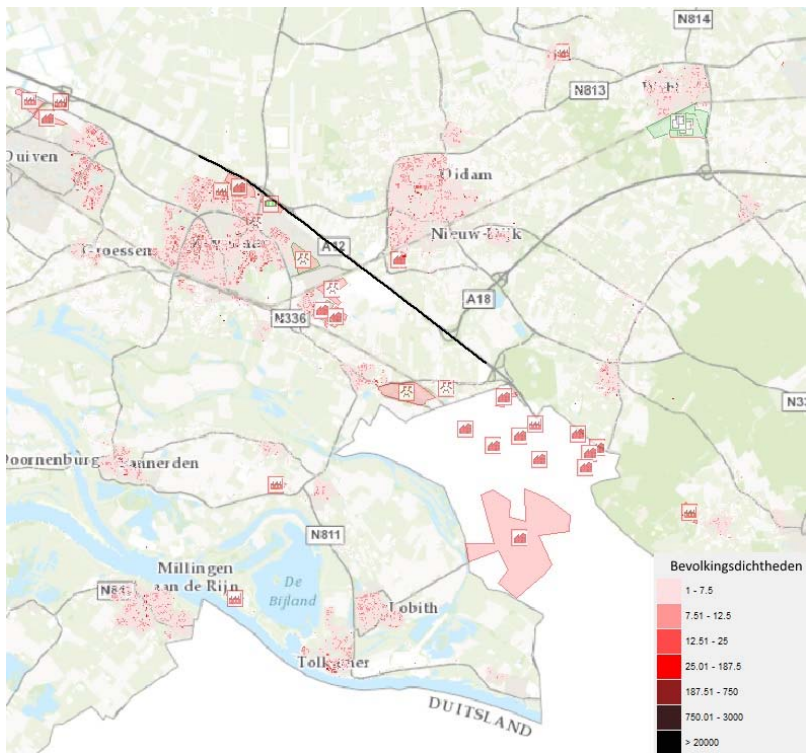 N814
N813
Duiven
Didam
Nieuw-Dijk
Groessen
A12
A18
N336
Doornenburg
Pannerden
N811
Millingen
aan de Rijn
De
Bijland
Lobith
Tolkamer
DUITSLAND
Bevolkingsdichtheden
1 - 7.5
7.51 - 12.5
12.51 - 25
25.01 - 187.5
187.51 - 750
750.01 - 3000
> 20000